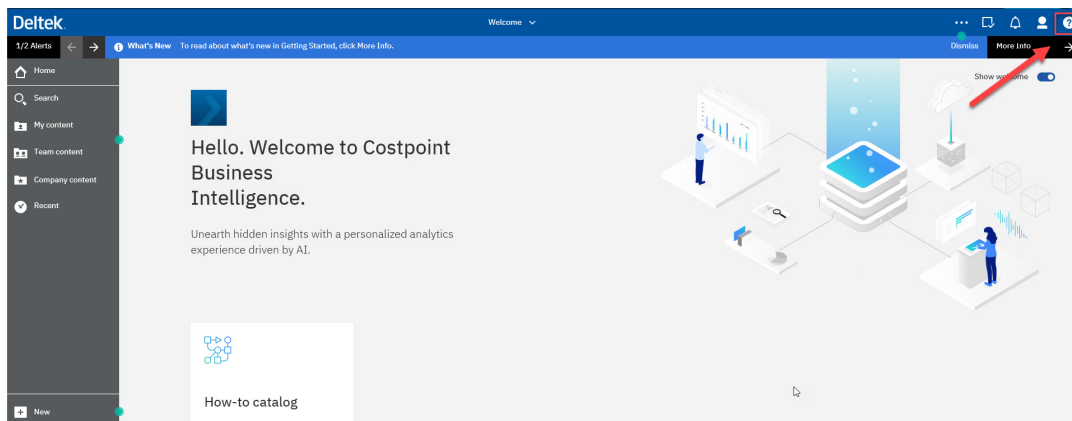 Deltek
Welcome
1/2 Alerts
What's New To read about what's new in Getting Started, click More Info.
Dismiss
More Info
Home
Search
My content
Team content
Company content
Recent
New
Show welcome
Hello. Welcome to Costpoint
Business
Intelligence.
Unearth hidden insights with a personalized analytics
experience driven by AI.
How-to catalog